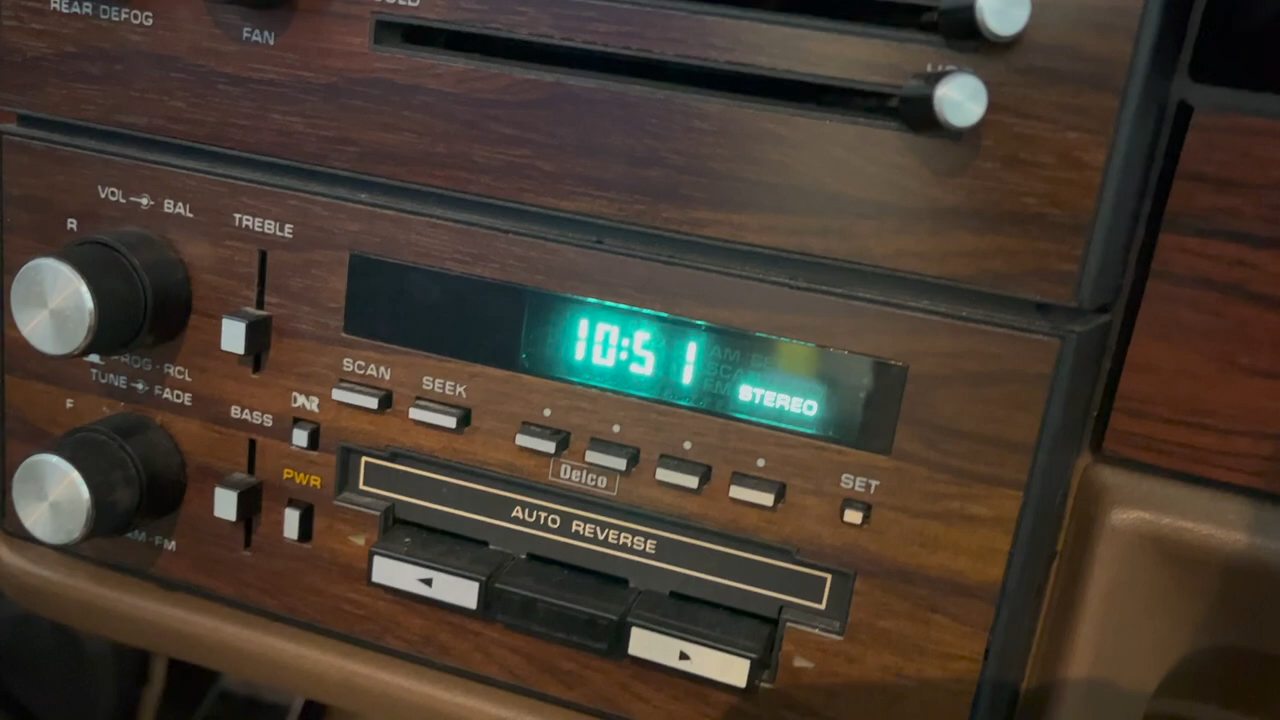 REAR DEFOG
FAN
VOL BAL
R
TREBLE
10:51
AM
STEREO
FM
PROG-RCL
TUNE FADE
F
SCAN
SEEK
BASS
DNR
PWR
Delco
SET
AUTO REVERSE
AM-FM